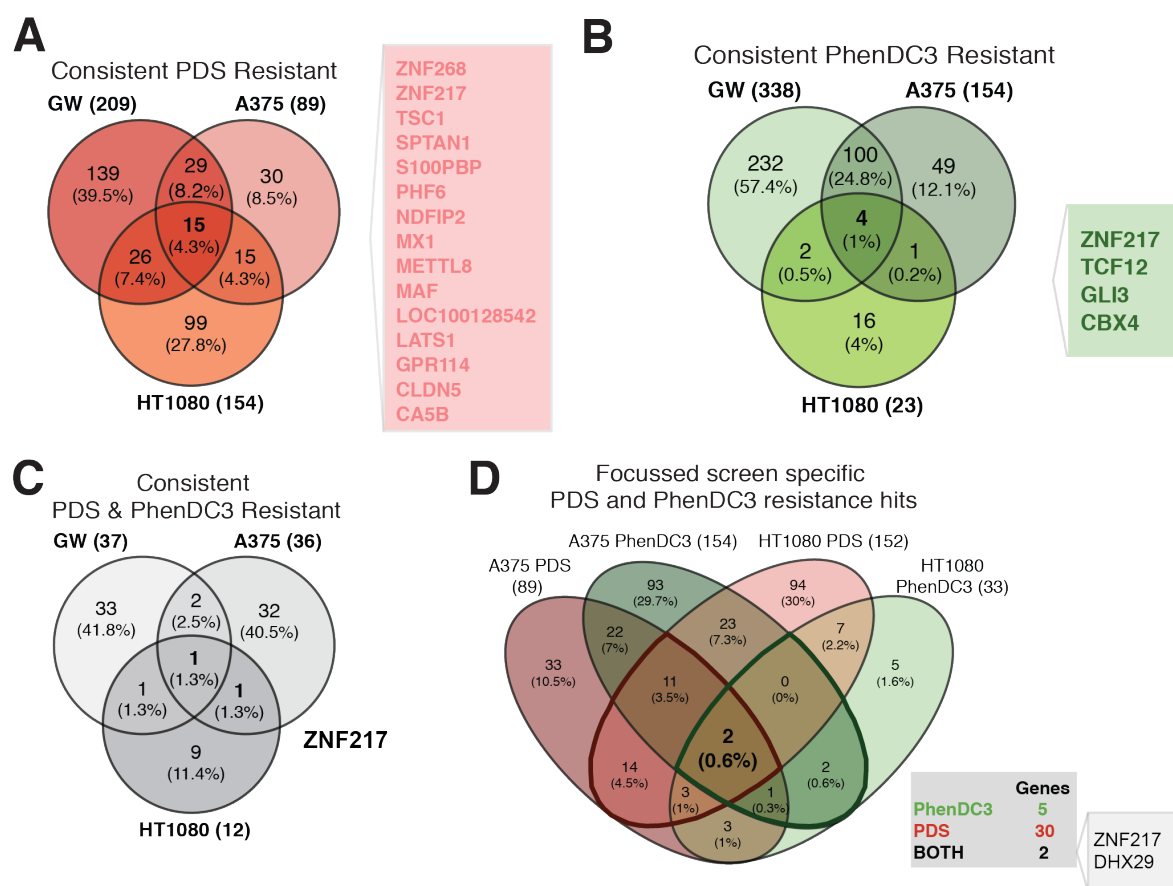 A
Consistent PDS Resistant
GW (209)
A375 (89)
139
(39.5%)
29
(8.2%)
30
(8.5%)
15
(4.3%)
26
(7.4%)
15
(4.3%)
99
(27.8%)
HT1080 (154)
ZNF268
ZNF217
TSC1
SPTAN1
S100PBP
PHF6
NDFIP2
MX1
METTL8
MAF
LOC100128542
LATS1
GPR114
CLDN5
CA5B
B
Consistent PhenDC3 Resistant
GW (338)
A375 (154)
232
(57.4%)
100
(24.8%)
49
(12.1%)
4
(1%)
2
(0.5%)
1
(0.2%)
16
(4%)
HT1080 (23)
ZNF217
TCF12
GLI3
CBX4
C
Consistent
PDS & PhenDC3 Resistant
GW (37)
A375 (36)
33
(41.8%)
2
(2.5%)
32
(40.5%)
1
(1.3%)
1
(1.3%)
1
(1.3%)
9
(11.4%)
ZNF217
HT1080 (12)
D
Focussed screen specific
PDS and PhenDC3 resistance hits
A375 PhenDC3 (154)
HT1080 PDS (152)
A375 PDS
(89)
HT1080
PhenDC3 (33)
93
(29.7%)
94
(30%)
22
(7%)
23
(7.3%)
7
(2.2%)
33
(10.5%)
11
(3.5%)
0
(0%)
5
(1.6%)
2
(0.6%)
14
(4.5%)
2
(0.6%)
3
(1%)
1
(0.3%)
3
(1%)
Genes
PhenDC3 5
PDS 30
BOTH 2
ZNF217
DHX29